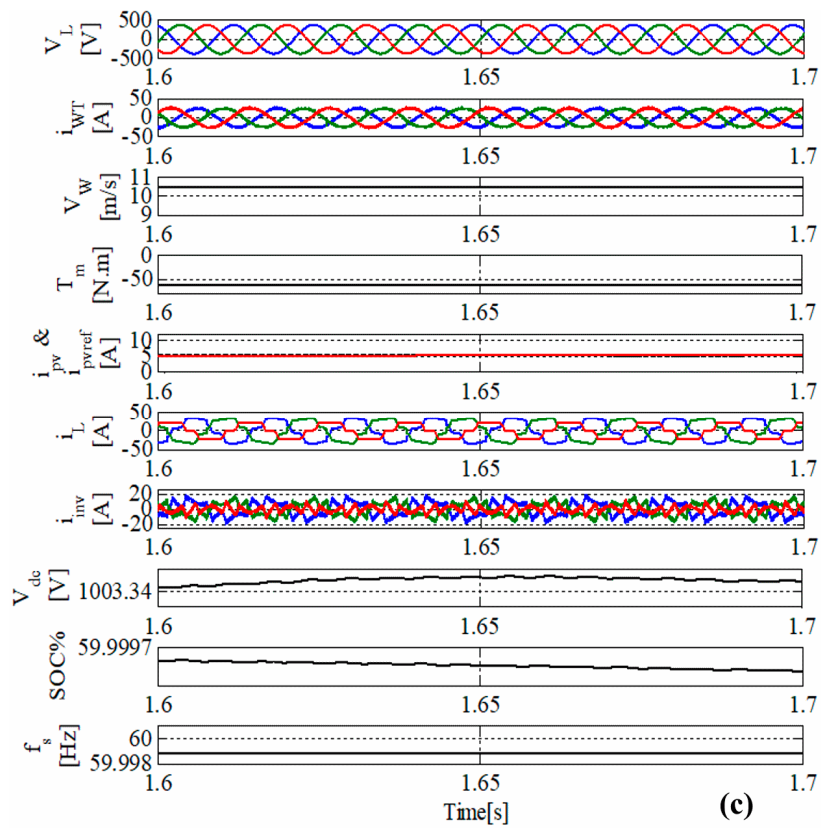 V_L [V]
500
0
-500
1.6 1.65 1.7
i_WT [A]
50
0
-50
1.6 1.65 1.7
V_W [m/s]
11
10
9
1.6 1.65 1.7
T_m [N.m]
0
-50
1.6 1.65 1.7
i_pv & i_pvref [A]
10
5
0
1.6 1.65 1.7
i_L [A]
50
0
-50
1.6 1.65 1.7
i_inv [A]
20
0
-20
1.6 1.65 1.7
V_dc [V]
1003.34
1.6 1.65 1.7
SOC%
59.9997
1.6 1.65 1.7
f_s [Hz]
60
59.998
1.6 1.65 1.7
Time[s]
(c)